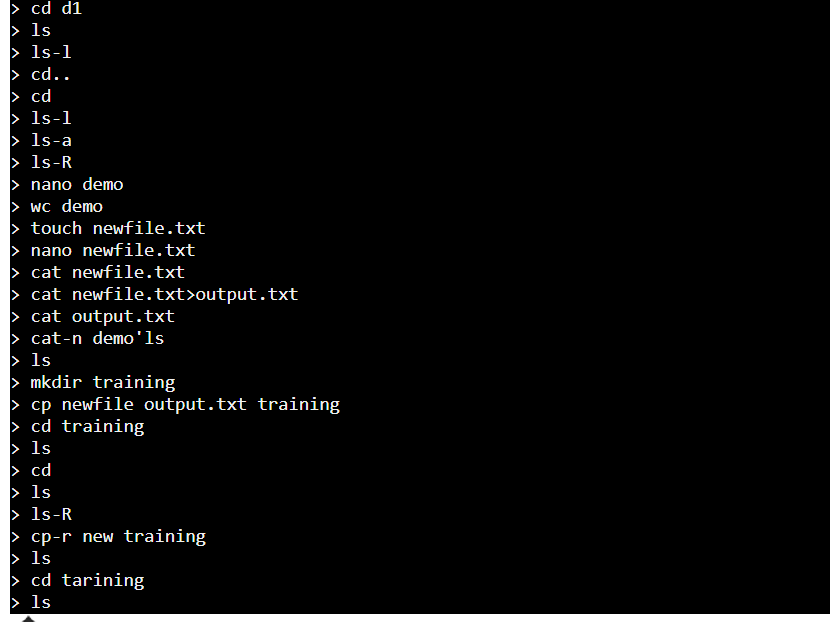 > cd d1
> ls
> ls-l
> cd..
> cd
> ls-l
> ls-a
> ls-R
> nano demo
> wc demo
> touch newfile.txt
> nano newfile.txt
> cat newfile.txt
> cat newfile.txt>output.txt
> cat output.txt
> cat-n demo'ls
> ls
> mkdir training
> cp newfile output.txt training
> cd training
> ls
> cd
> ls
> ls-R
> cp-r new training
> ls
> cd tarining
> ls